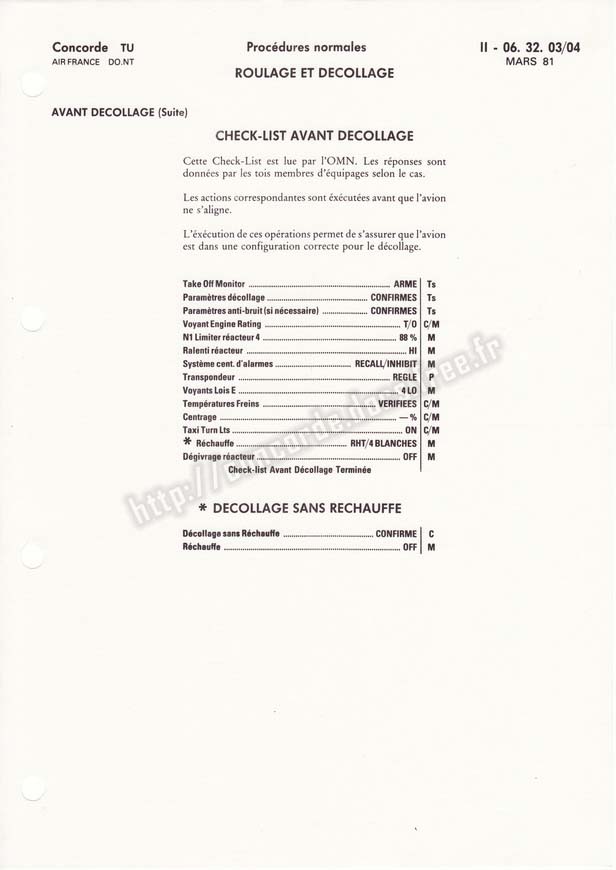 Concorde TU
Procédures normales
II - 06. 32. 03/04
AIR FRANCE DO.NT
MARS 81
ROULAGE ET DECOLLAGE
AVANT DECOLLAGE (Suite)
CHECK-LIST AVANT DECOLLAGE
Cette Check-List est lue par l'OMN. Les réponses sont
données par les tois membres d'équipages selon le cas.
Les actions correspondantes sont éxécutées avant que l'avion
ne s'aligne.
L'éxécution de ces opérations permet de s'assurer que l'avion
est dans une configuration correcte pour le décollage.
Take Off Monitor ........ ARME Ts
Paramètres décollage ........ CONFIRMES Ts
Paramètres anti-bruit (si nécessaire) ........ CONFIRMES Ts
Voyant Engine Rating ........ T/O C/M
N1 Limiter réacteur 4 ........ 88 % M
Ralenti réacteur ........ HI M
Système cent. d'alarmes ........ RECALL/INHIBIT M
Transpondeur ........ REGLE P
Voyants Lois E ........ 4 LO M
Températures Freins ........ VERIFIEES C/M
Centrage ........ — % C/M
Taxi Turn Lts ........ ON C/M
* Réchauffe ........ RHT/4 BLANCHES M
Dégivrage réacteur ........ OFF M
Check-list Avant Décollage Terminée
* DECOLLAGE SANS RECHAUFFE
Décollage sans Réchauffe ........ CONFIRME C
Réchauffe ........ OFF M
http://concorde.dossfree.fr